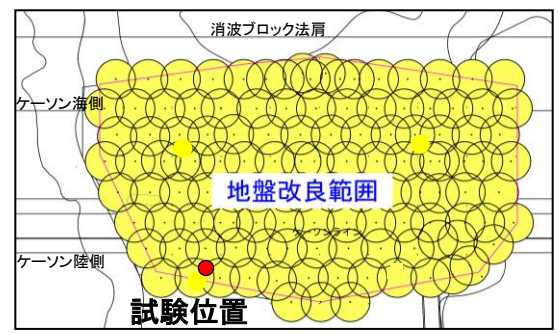 消波ブロック法肩
ケーソン海側
地盤改良範囲
ケーソンライン
ケーソン陸側
試験位置